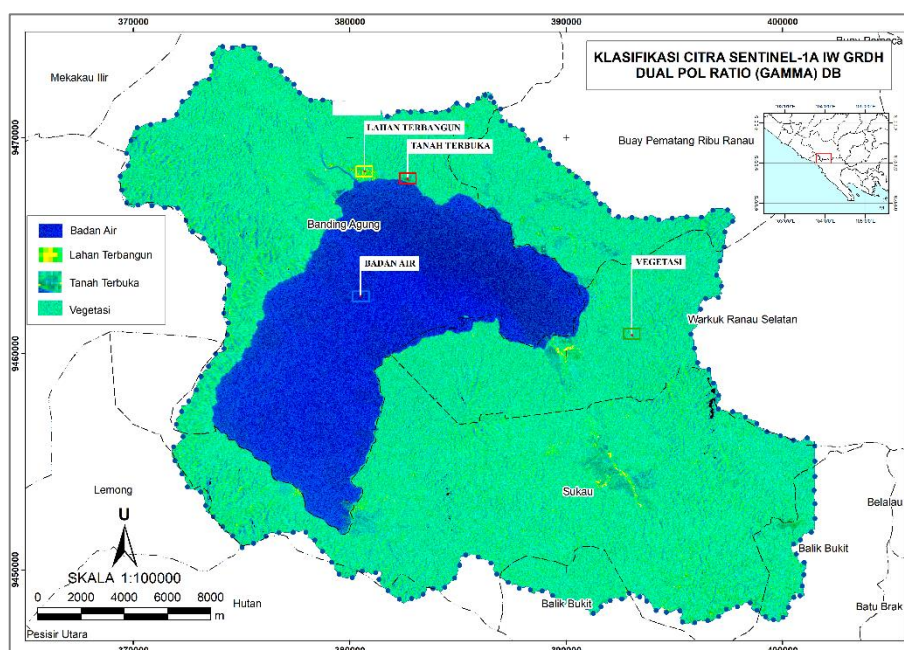 370000
380000
390000
400000
KLASIFIKASI CITRA SENTINEL-1A IW GRDH
DUAL POL RATIO (GAMMA) DB
Mekakau Ilir
9470000
LAHAN TERBANGUN
TANAH TERBUKA
Buay Pematang Ribu Ranau
Banding Agung
Badan Air
Lahan Terbangun
Tanah Terbuka
Vegetasi
BADAN AIR
VEGETASI
Warkuk Ranau Selatan
9460000
Lemong
Sukau
Belalau
U
SKALA 1:100000
0 2000 4000 6000 8000
m
Balik Bukit
9450000
Hutan
Balik Bukit
Batu Brak
Pesisir Utara
370000
380000
390000
400000